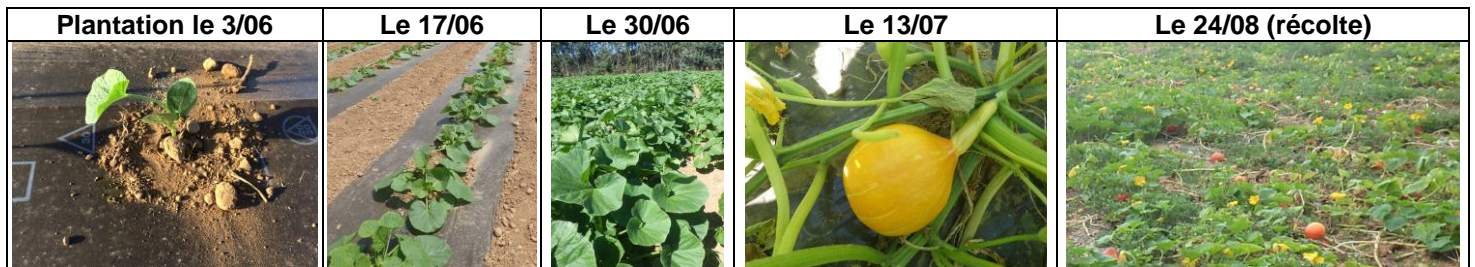 Plantation le 3/06
Le 17/06
Le 30/06
Le 13/07
Le 24/08 (récolte)